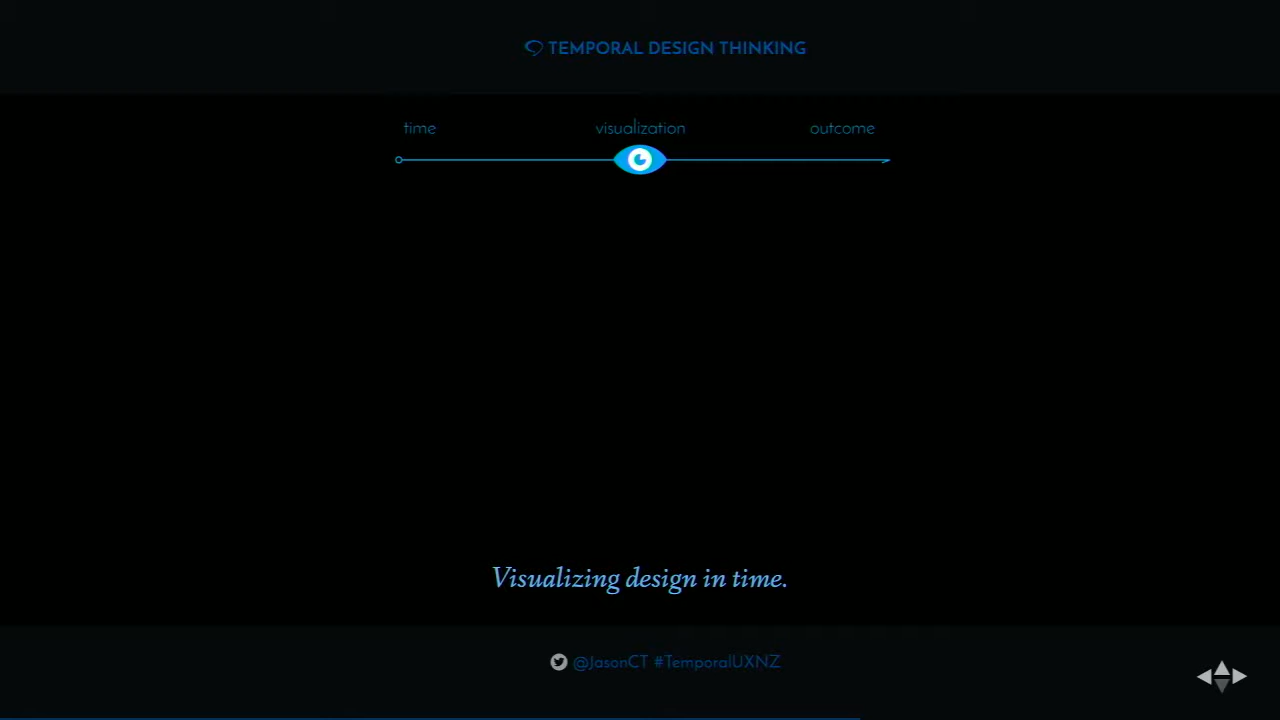 TEMPORAL DESIGN THINKING
time visualization outcome
Visualizing design in time.
@JasonCT #TemporalUXNZ